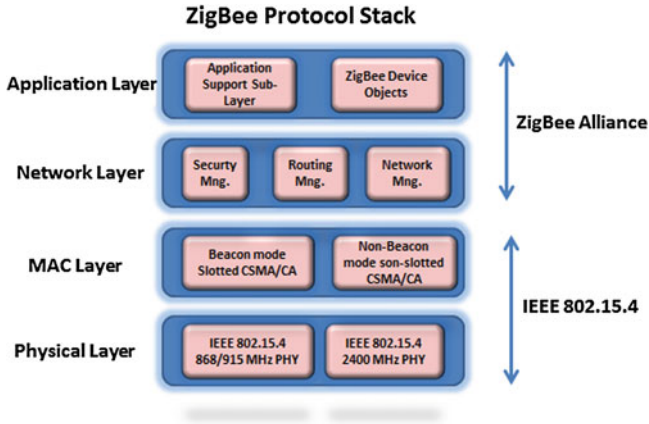 ZigBee Protocol Stack
Application Layer
Application
Support Sub-
Layer
ZigBee Device
Objects
ZigBee Alliance
Network Layer
Securty
Mng.
Routing
Mng.
Network
Mng.
MAC Layer
Beacon mode
Slotted CSMA/CA
Non-Beacon
mode son-slotted
CSMA/CA
IEEE 802.15.4
Physical Layer
IEEE 802.15.4
868/915 MHz PHY
IEEE 802.15.4
2400 MHz PHY